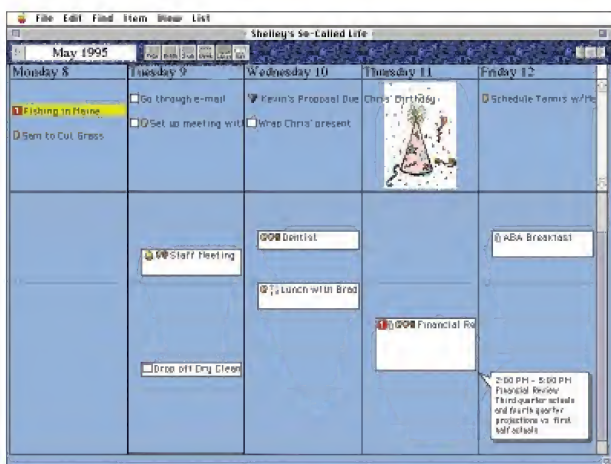 File Edit Find Item View List
Shelley's So-Called Life
May 1995
Monday 8
Tuesday 9
Wednesday 10
Thursday 11
Friday 12
Fishing in Maine
Sam to Cut Grass
Go through e-mail
Set up meeting wit
Kevin's Proposal Due
Wrap Chris' present
Chris' Birthday
Schedule Tennis w/
Staff Meeting
Drop off Dry Clean
Dentist
Lunch with Brad
1 Financial Re
ABA Breakfast
2:00 PM - 5:00 PM
Financial Review
Third quarter actuals
and fourth quarter
projections vs. first
half actuals